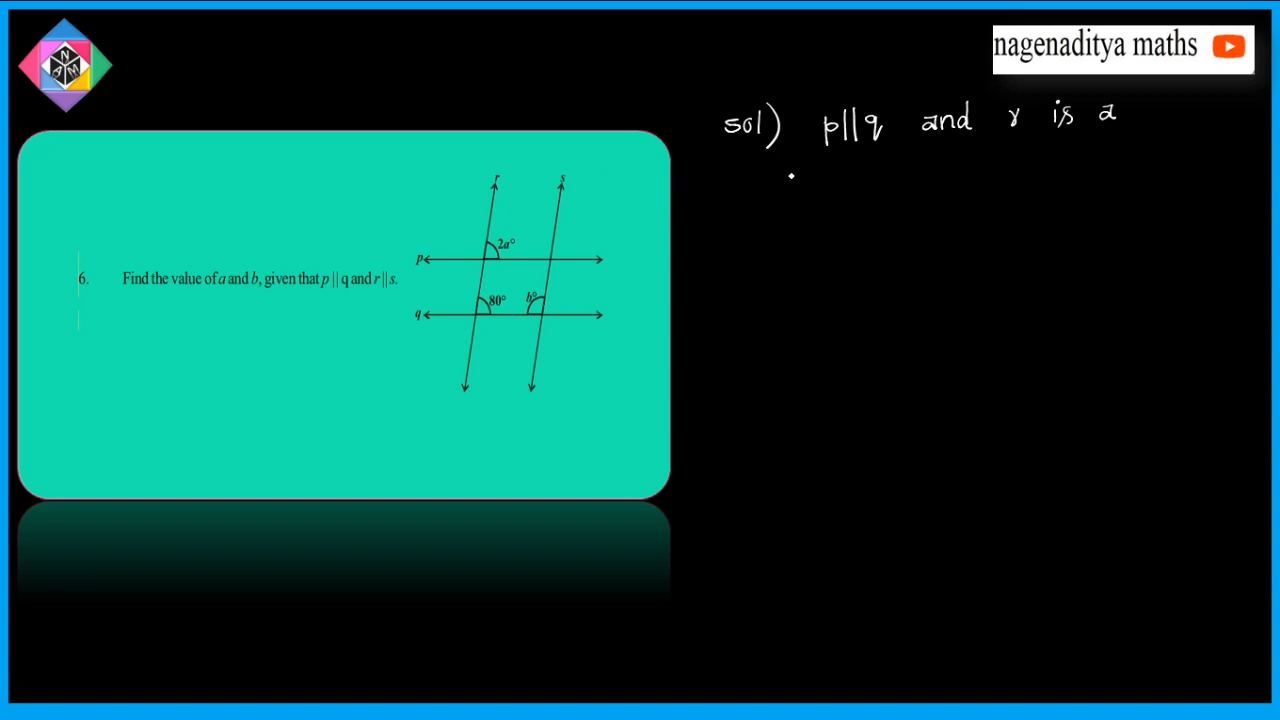 N
A M
nagenaditya maths
sol) p||q and r is a
r s
2a°
p
6. Find the value of a and b, given that p || q and r || s.
80° b°
q